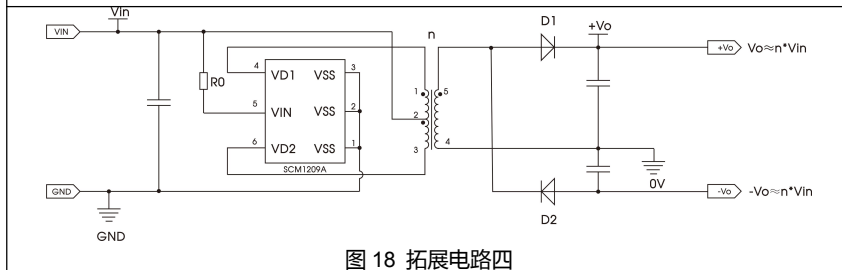 Vin
n
D1
+Vo
VIN
+Vo
Vo≈n*Vin
R0
4
VD1
VSS
3
1
5
5
VIN
VSS
2
2
6
VD2
VSS
1
3
4
SCM1209A
0V
GND
-Vo
-Vo≈n*Vin
D2
GND
图 18 拓展电路四